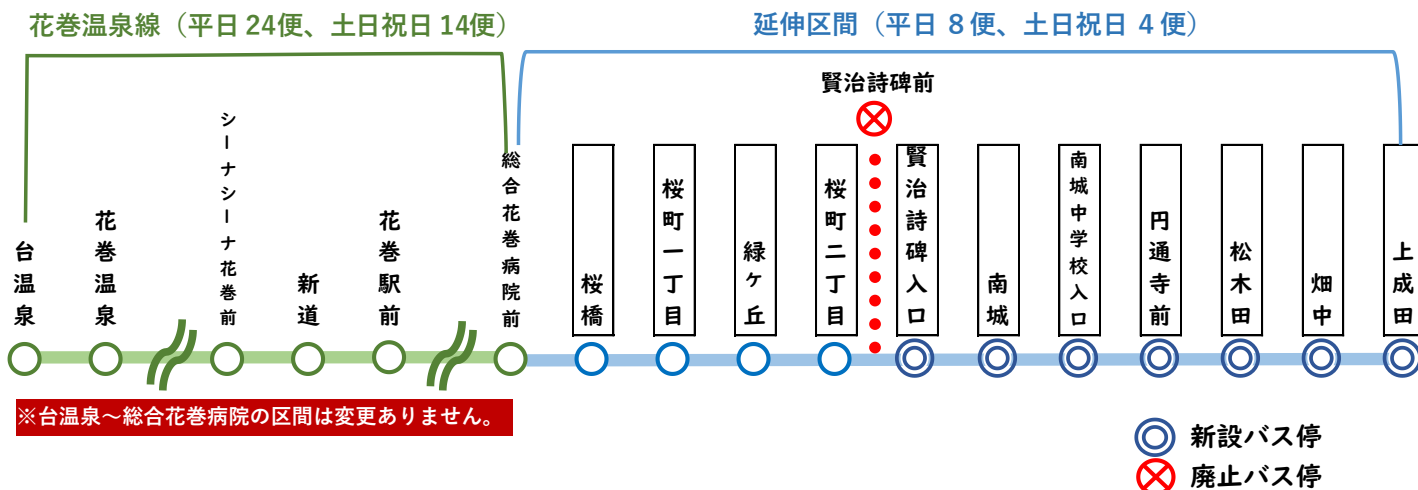 花巻温泉線（平日 24便、土日祝日 14便）
延伸区間（平日 ８便、土日祝日 ４便）
賢治詩碑前
台温泉
花巻温泉
シーナシーナ花巻前
新道
花巻駅前
総合花巻病院前
桜橋
桜町一丁目
緑ケ丘
桜町二丁目
賢治詩碑入口
南城
南城中学校入口
円通寺前
松木田
畑中
上成田
※台温泉～総合花巻病院の区間は変更ありません。
新設バス停
廃止バス停